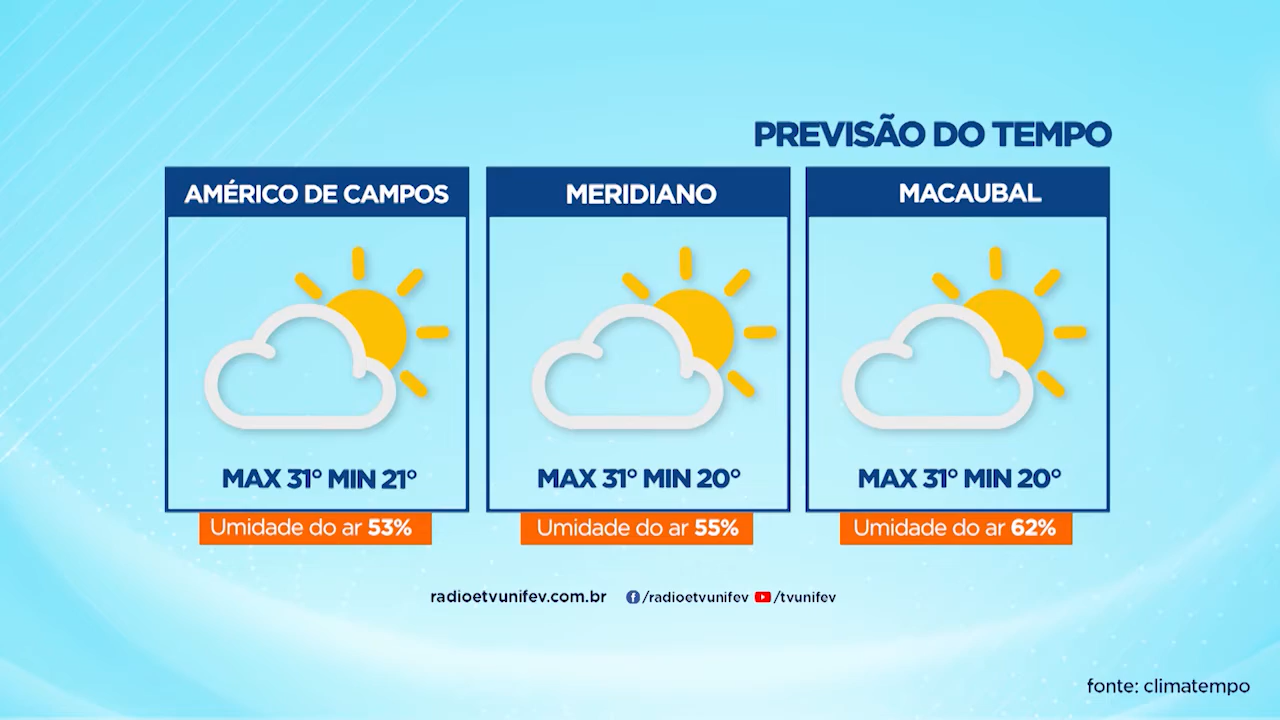 PREVISÃO DO TEMPO
AMÉRICO DE CAMPOS
MAX 31° MIN 21°
Umidade do ar 53%
MERIDIANO
MAX 31° MIN 20°
Umidade do ar 55%
MACAUBAL
MAX 31° MIN 20°
Umidade do ar 62%
radioetvunifev.com.br /radioetvunifev /tvunifev
fonte: climatempo